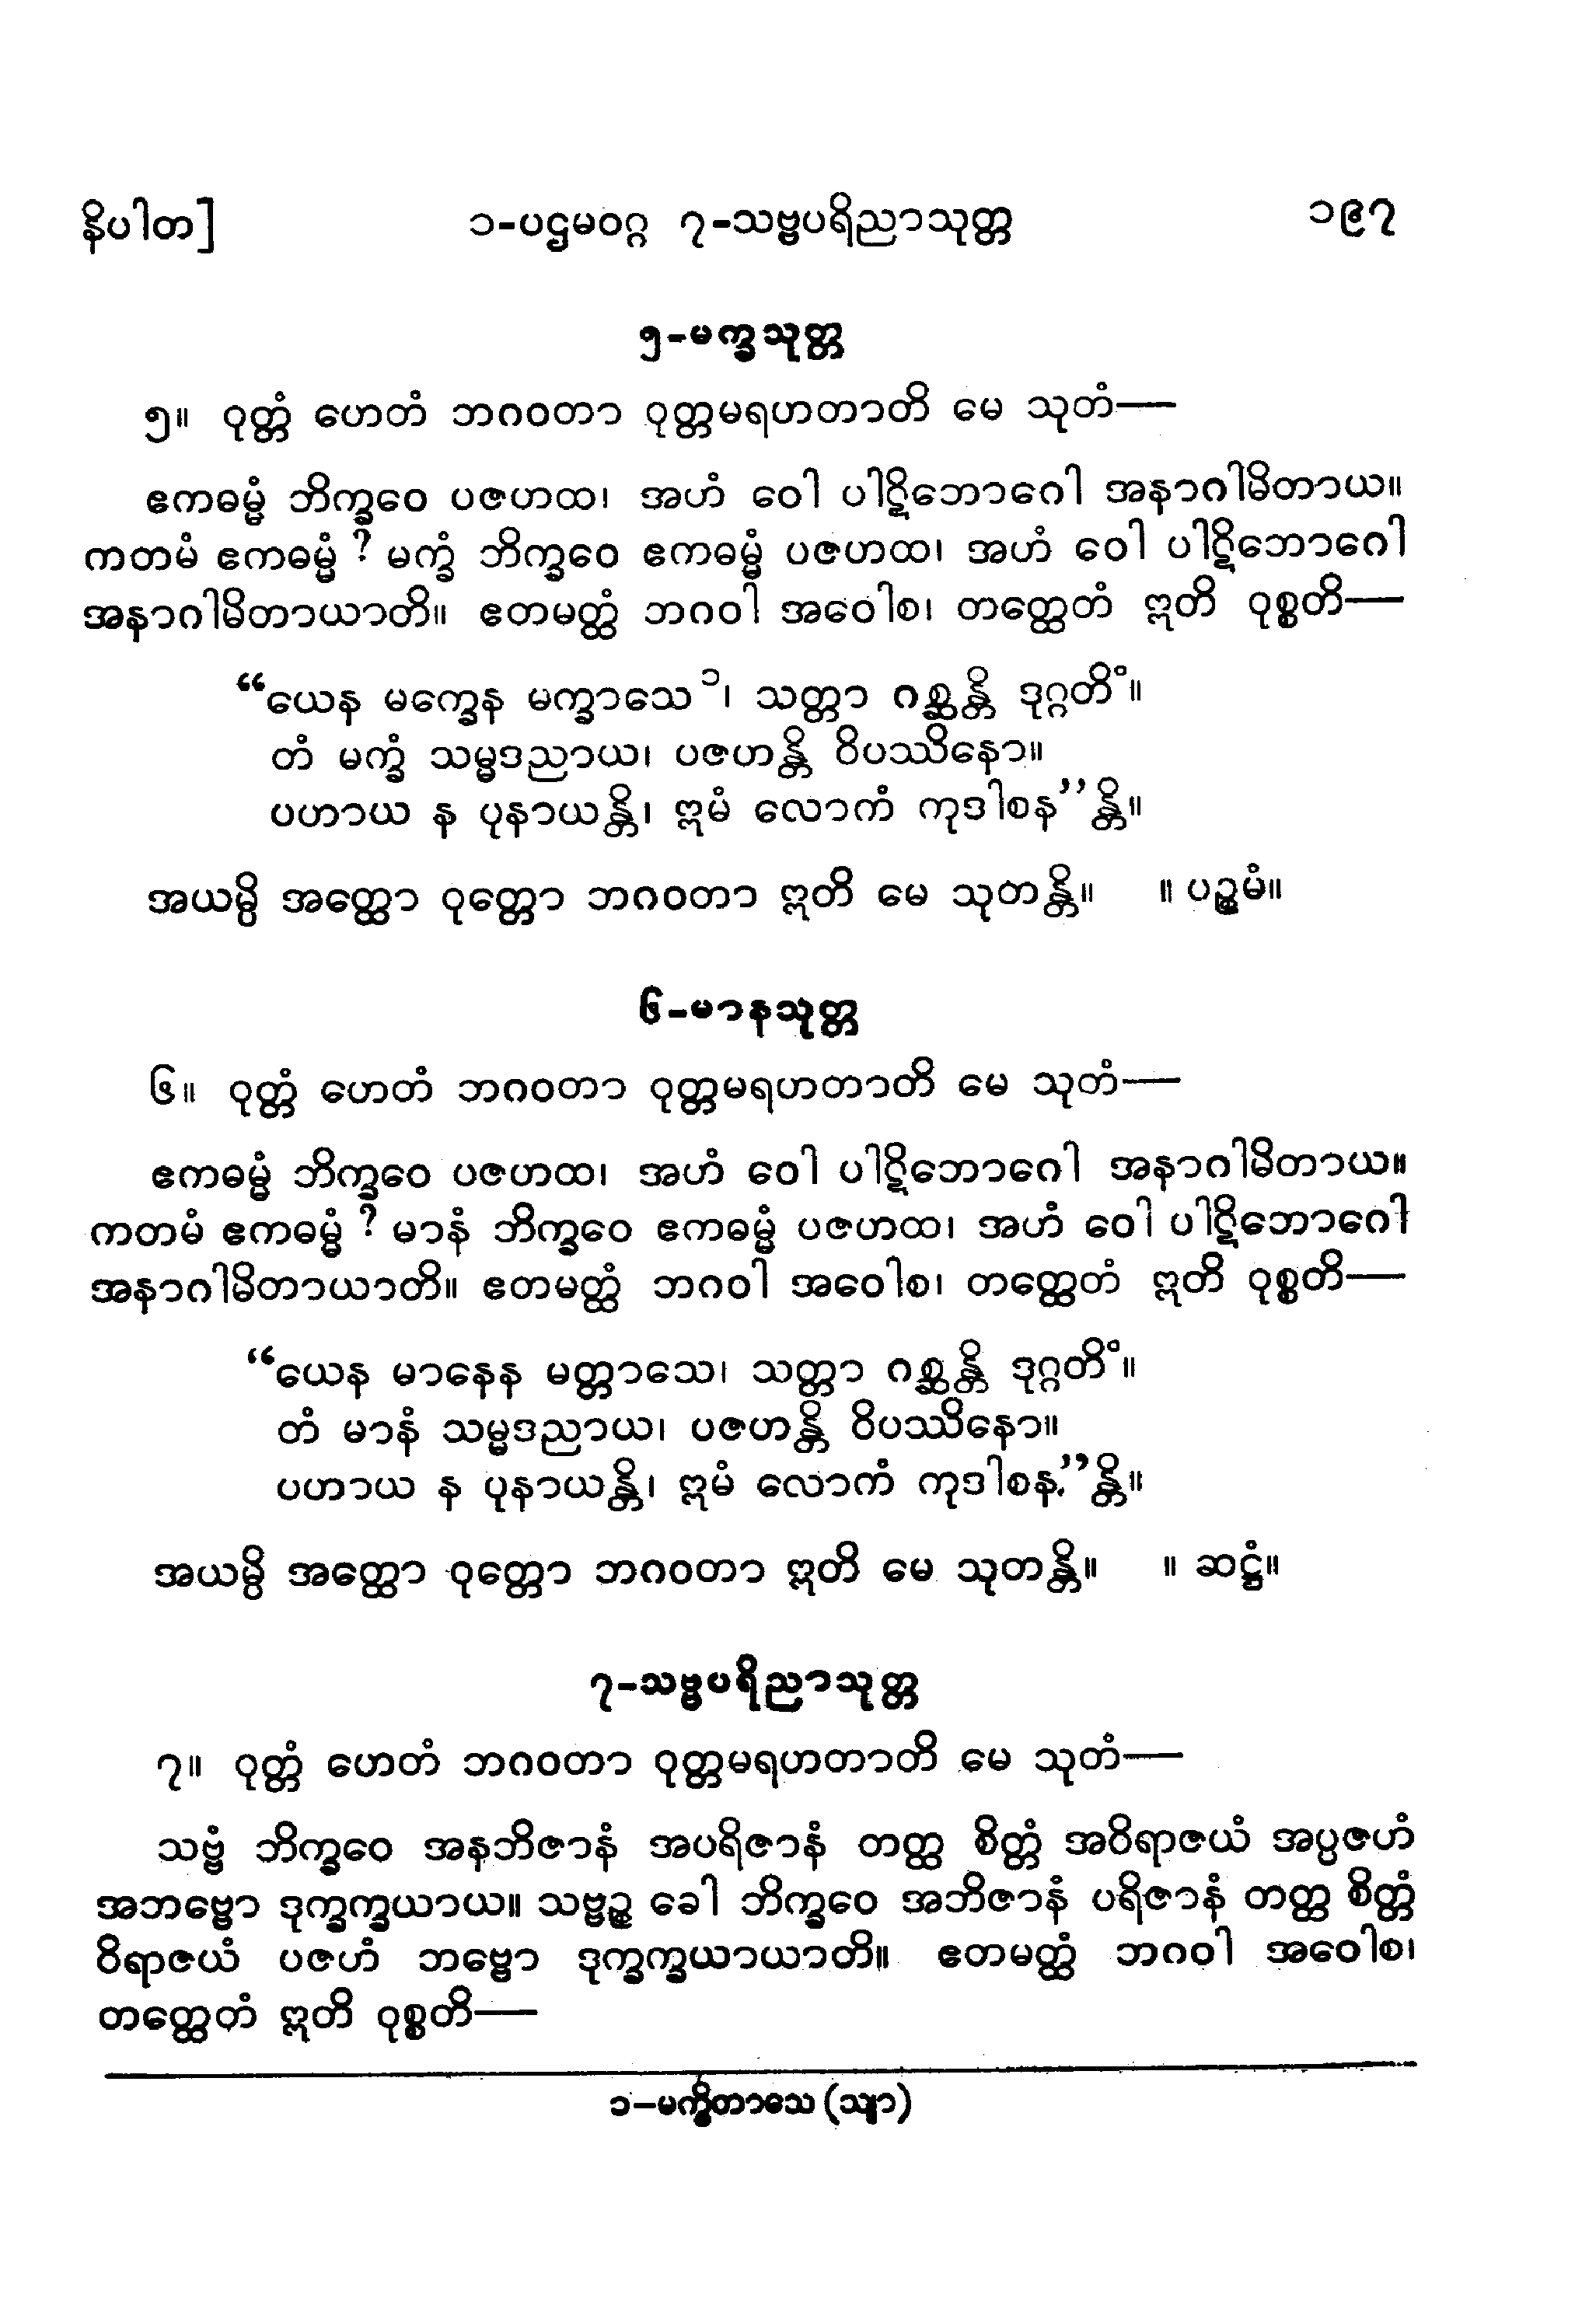 နိပါတ]
၁-ပဌမဝဂ္ဂ ၇-သဗ္ဗပရိညာသုတ္တ
၁၉၇
၅-မက္ခသုတ္တ
၅။ ဝုတ္တံ ဟေတံ ဘဂဝတာ ဝုတ္တမရဟတာတိ မေ သုတံ—
ဧကဓမ္မံ ဘိက္ခဝေ ပဇဟထ၊ အဟံ ဝေါ ပါဋိဘောဂေါ အနာဂါမိတာယ။
ကတမံ ဧကဓမ္မံ ? မက္ခံ ဘိက္ခဝေ ဧကဓမ္မံ ပဇဟထ၊ အဟံ ဝေါ ပါဋိဘောဂေါ
အနာဂါမိတာယာတိ။ ဧတမတ္ထံ ဘဂဝါ အဝေါစ၊ တတ္ထေတံ ဣတိ ဝုစ္စတိ—
“ယေန မက္ခေန မက္ခာသေ၁၊ သတ္တာ ဂစ္ဆန္တိ ဒုဂ္ဂတိံ။
တံ မက္ခံ သမ္မဒညာယ၊ ပဇဟန္တိ ဝိပဿိနော။
ပဟာယ န ပုနာယန္တိ၊ ဣမံ လောကံ ကုဒါစန”န္တိ။
အယမ္ပိ အတ္ထော ဝုတ္တော ဘဂဝတာ ဣတိ မေ သုတန္တိ။ ။ ပဉ္စမံ။
၆-မာနသုတ္တ
၆။ ဝုတ္တံ ဟေတံ ဘဂဝတာ ဝုတ္တမရဟတာတိ မေ သုတံ—
ဧကဓမ္မံ ဘိက္ခဝေ ပဇဟထ၊ အဟံ ဝေါ ပါဋိဘောဂေါ အနာဂါမိတာယ။
ကတမံ ဧကဓမ္မံ ? မာနံ ဘိက္ခဝေ ဧကဓမ္မံ ပဇဟထ၊ အဟံ ဝေါ ပါဋိဘောဂေါ
အနာဂါမိတာယာတိ။ ဧတမတ္ထံ ဘဂဝါ အဝေါစ၊ တတ္ထေတံ ဣတိ ဝုစ္စတိ—
“ယေန မာနေန မတ္တာသေ၊ သတ္တာ ဂစ္ဆန္တိ ဒုဂ္ဂတိံ။
တံ မာနံ သမ္မဒညာယ၊ ပဇဟန္တိ ဝိပဿိနော။
ပဟာယ န ပုနာယန္တိ၊ ဣမံ လောကံ ကုဒါစန”န္တိ။
အယမ္ပိ အတ္ထော ဝုတ္တော ဘဂဝတာ ဣတိ မေ သုတန္တိ။ ။ ဆဋ္ဌံ။
၇-သဗ္ဗပရိညာသုတ္တ
၇။ ဝုတ္တံ ဟေတံ ဘဂဝတာ ဝုတ္တမရဟတာတိ မေ သုတံ—
သဗ္ဗံ ဘိက္ခဝေ အနဘိဇာနံ အပရိဇာနံ တတ္ထ စိတ္တံ အဝိရာဇယံ အပ္ပဇဟံ
အဘဗ္ဗော ဒုက္ခက္ခယာယ။ သဗ္ဗဉ္စ ခေါ ဘိက္ခဝေ အဘိဇာနံ ပရိဇာနံ တတ္ထ စိတ္တံ
ဝိရာဇယံ ပဇဟံ ဘဗ္ဗော ဒုက္ခက္ခယာယာတိ။ ဧတမတ္ထံ ဘဂဝါ အဝေါစ၊
တတ္ထေတံ ဣတိ ဝုစ္စတိ—
၁-မက္ခိတာသေ (သျာ)